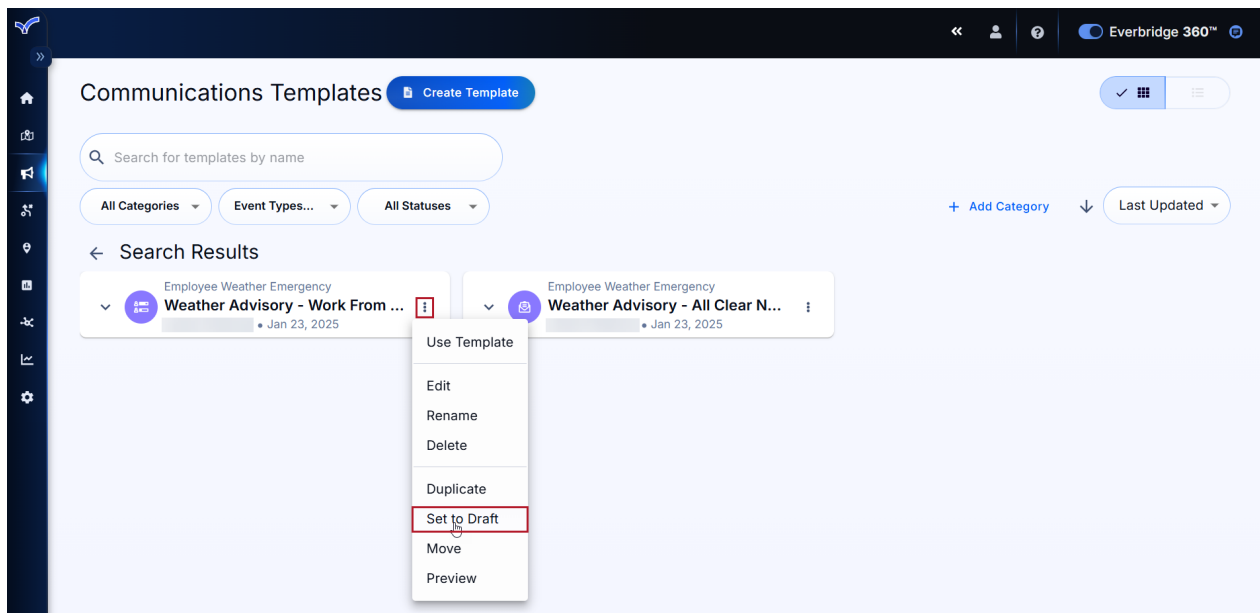 Everbridge 360™
Communications Templates
Create Template
Search for templates by name
All Categories
Event Types...
All Statuses
+ Add Category
Last Updated
Search Results
Employee Weather Emergency
Weather Advisory - Work From ...
• Jan 23, 2025
Employee Weather Emergency
Weather Advisory - All Clear N...
• Jan 23, 2025
Use Template
Edit
Rename
Delete
Duplicate
Set to Draft
Move
Preview